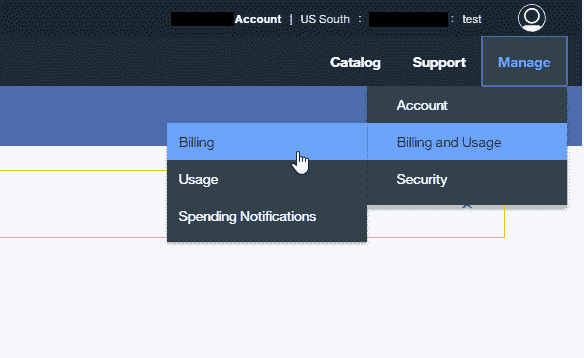 Account | US South : : test
Catalog Support Manage
Account
Billing Billing and Usage
Usage Security
Spending Notifications